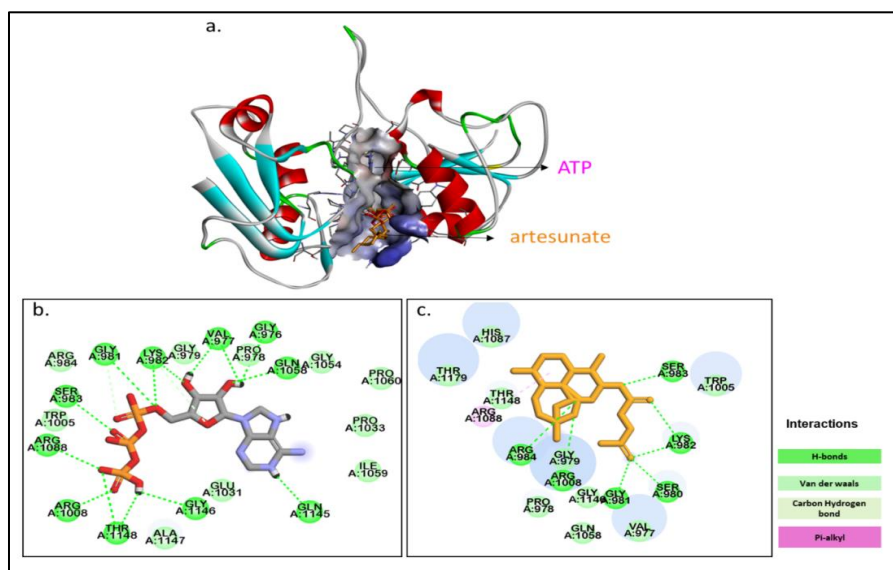 a.
ATP
artesunate
b.
VAL
A:977
GLY
A:976
GLY
A:981
LYS
A:982
GLY
A:979
PRO
A:978
ARG
A:984
GLN
A:1058
GLY
A:1054
PRO
A:1060
SER
A:983
TRP
A:1005
PRO
A:1033
ARG
A:1088
ILE
A:1059
GLU
A:1031
ARG
A:1008
GLY
A:1146
GLN
A:1145
THR
A:1148
ALA
A:1147
c.
HIS
A:1087
SER
A:983
THR
A:1179
TRP
A:1005
THR
A:1148
ARG
A:1088
LYS
A:982
ARG
A:984
GLY
A:979
ARG
A:1008
SER
A:980
GLY
A:1146
GLY
A:981
PRO
A:978
VAL
A:977
GLN
A:1058
Interactions
H-bonds
Van der waals
Carbon Hydrogen
bond
Pi-alkyl